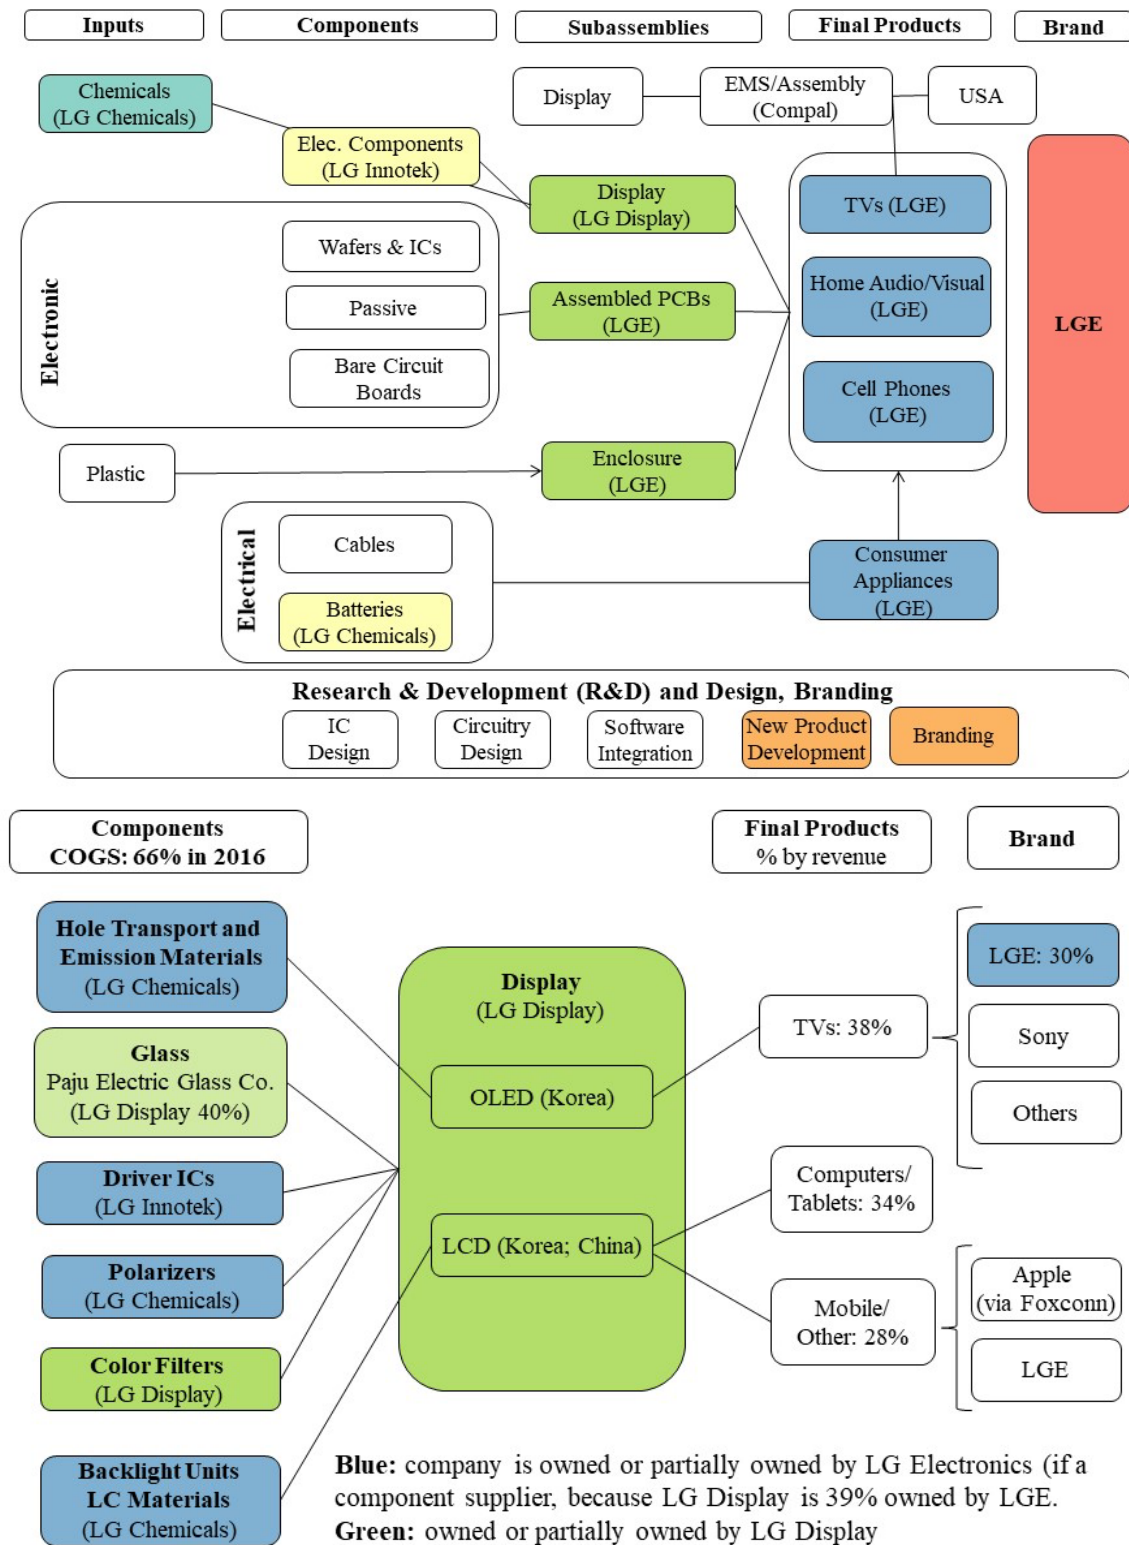 Inputs
Components
Subassemblies
Final Products
Brand
Chemicals
(LG Chemicals)
Display
EMS/Assembly
(Compal)
USA
Elec. Components
(LG Innotek)
Display
(LG Display)
TVs (LGE)
Electronic
Wafers & ICs
Passive
Bare Circuit
Boards
Assembled PCBs
(LGE)
Home Audio/Visual
(LGE)
Cell Phones
(LGE)
LGE
Plastic
Enclosure
(LGE)
Electrical
Cables
Batteries
(LG Chemicals)
Consumer
Appliances
(LGE)
Research & Development (R&D) and Design, Branding
IC
Design
Circuitry
Design
Software
Integration
New Product
Development
Branding
Components
COGS: 66% in 2016
Final Products
% by revenue
Brand
Hole Transport and
Emission Materials
(LG Chemicals)
Glass
Paju Electric Glass Co.
(LG Display 40%)
Driver ICs
(LG Innotek)
Polarizers
(LG Chemicals)
Color Filters
(LG Display)
Backlight Units
LC Materials
(LG Chemicals)
Display
(LG Display)
OLED (Korea)
LCD (Korea; China)
TVs: 38%
Computers/
Tablets: 34%
Mobile/
Other: 28%
LGE: 30%
Sony
Others
Apple
(via Foxconn)
LGE
Blue: company is owned or partially owned by LG Electronics (if a
component supplier, because LG Display is 39% owned by LGE.
Green: owned or partially owned by LG Display